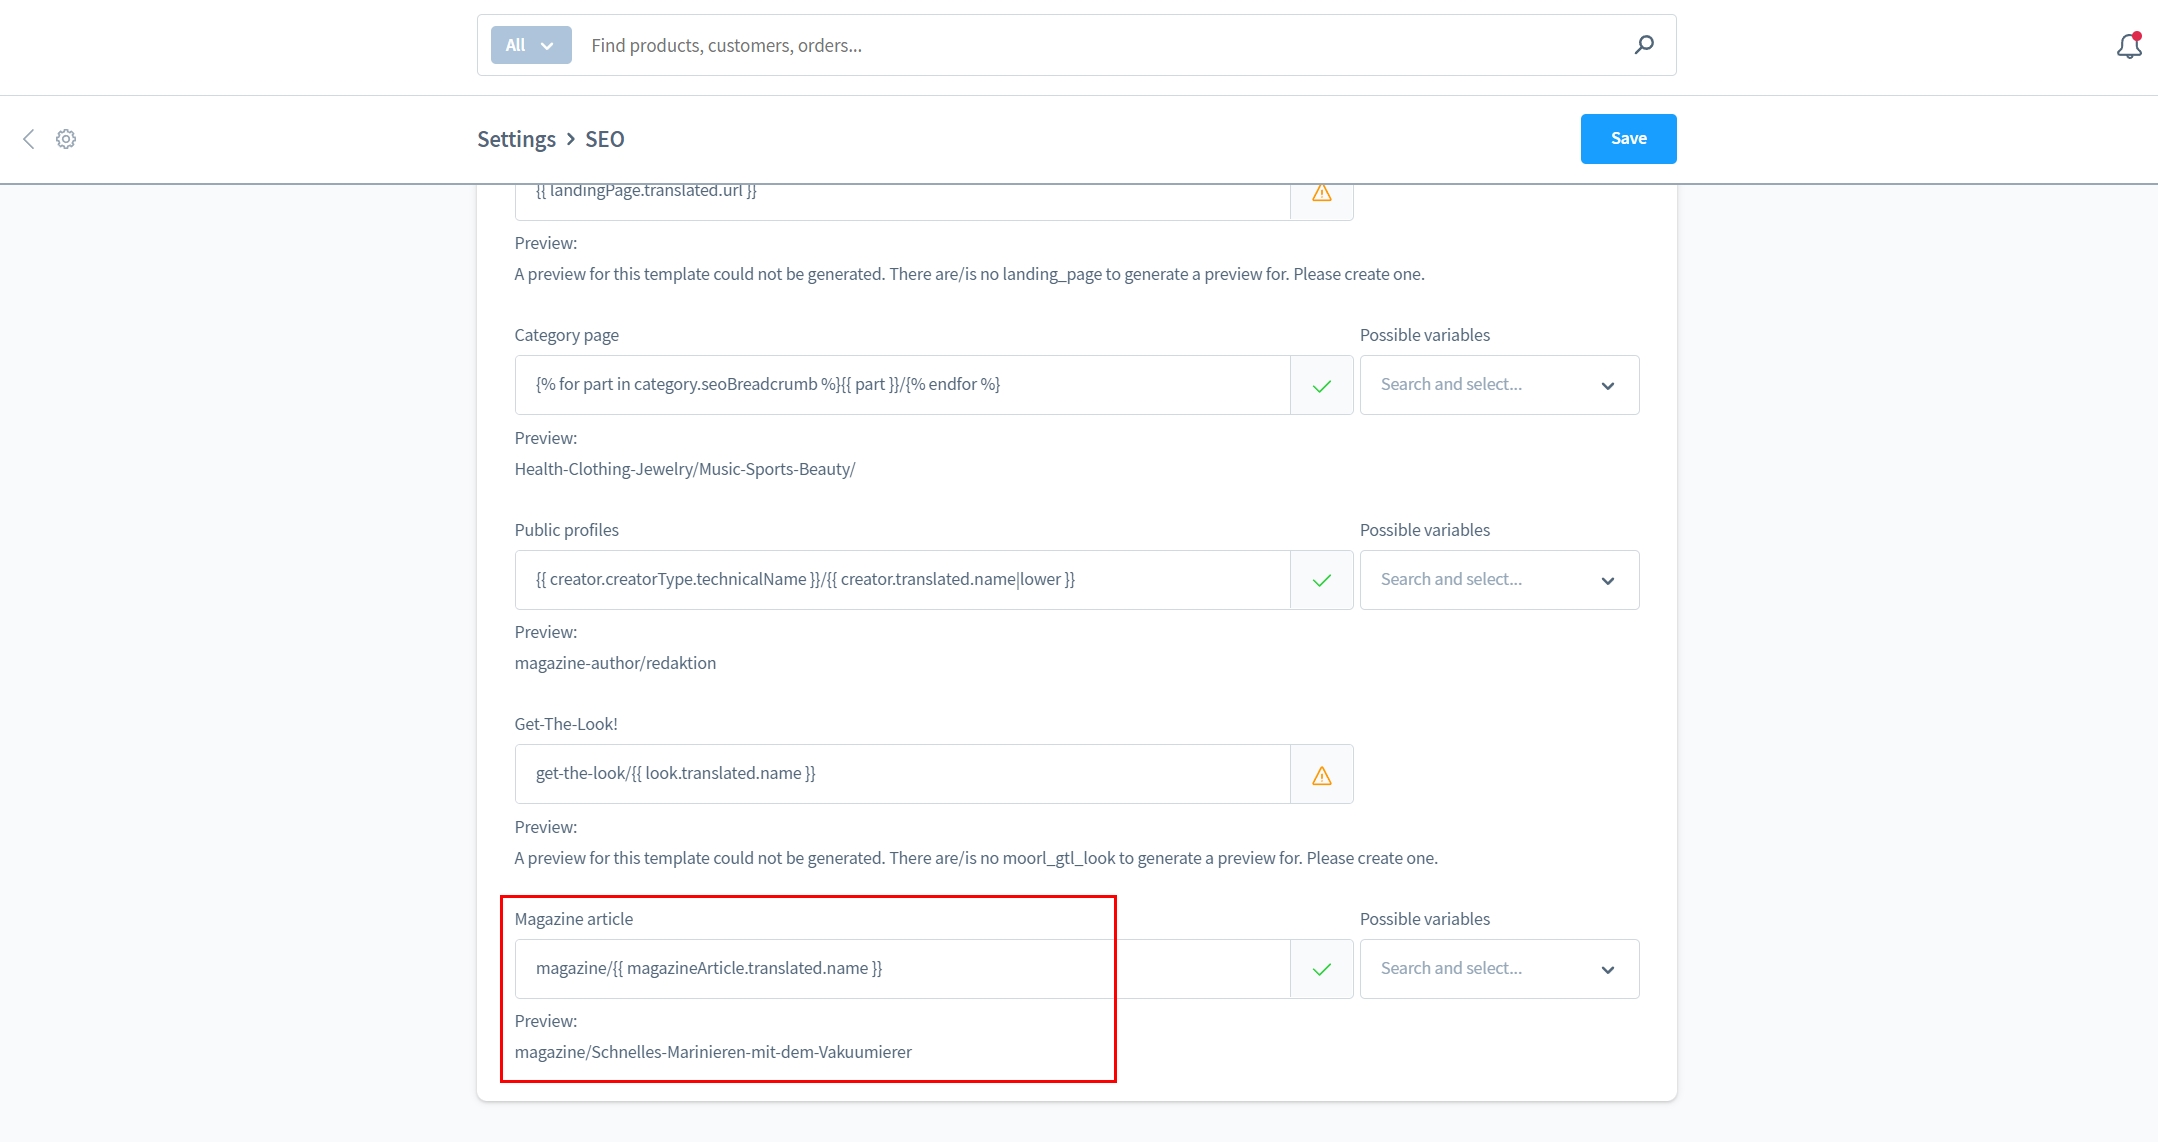 All
Find products, customers, orders...
Settings > SEO
Save
{{ landingPage.translated.url }}
Preview:
A preview for this template could not be generated. There are/is no landing_page to generate a preview for. Please create one.
Category page
Possible variables
{% for part in category.seoBreadcrumb %}{{ part }}/{% endfor %}
Search and select...
Preview:
Health-Clothing-Jewelry/Music-Sports-Beauty/
Public profiles
Possible variables
{{ creator.creatorType.technicalName }}/{{ creator.translated.name|lower }}
Search and select...
Preview:
magazine-author/redaktion
Get-The-Look!
get-the-look/{{ look.translated.name }}
Preview:
A preview for this template could not be generated. There are/is no moorl_gtl_look to generate a preview for. Please create one.
Magazine article
Possible variables
magazine/{{ magazineArticle.translated.name }}
Search and select...
Preview:
magazine/Schnelles-Marinieren-mit-dem-Vakuumierer